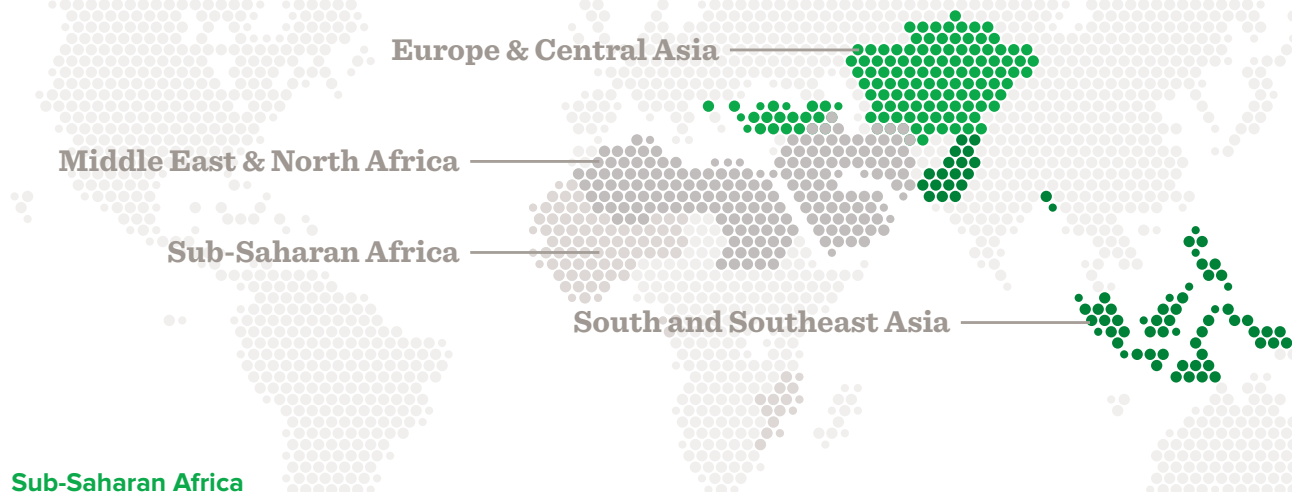 Europe & Central Asia
Middle East & North Africa
Sub-Saharan Africa
South and Southeast Asia
Sub-Saharan Africa